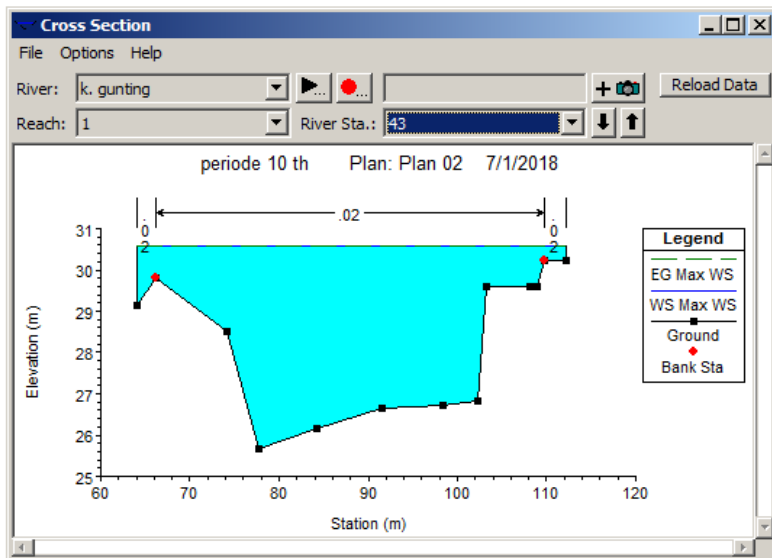 Cross Section
File Options Help
River: k. gunting Reload Data
Reach: 1 River Sta.: 43
periode 10 th Plan: Plan 02 7/1/2018
.02 .02 .02
31
30
29
28
27
26
25
60 70 80 90 100 110 120
Elevation (m)
Station (m)
Legend
EG Max WS
WS Max WS
Ground
Bank Sta